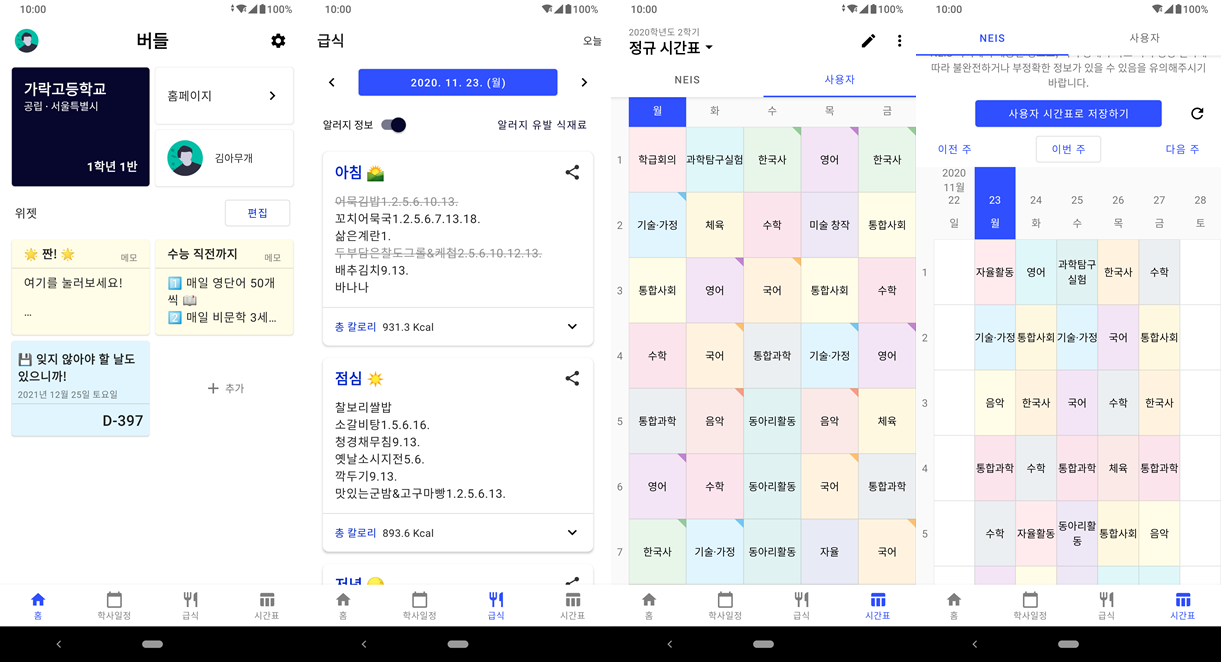 10:00
100%
버들
가락고등학교
공립 · 서울특별시
1학년 1반
홈페이지
김아무개
위젯
편집
🌟 짠! 🌟
메모
여기를 눌러보세요!
...
수능 직전까지
메모
1️⃣ 매일 영단어 50개
씩 📖
2️⃣ 매일 비문학 3세...
💾 잊지 않아야 할 날도
있으니까!
2021년 12월 25일 토요일
D-397
+ 추가
홈
학사일정
급식
시간표
10:00
100%
급식
오늘
2020. 11. 23. (월)
알러지 정보
알러지 유발 식재료
아침 🌄
어묵김밥1.2.5.6.10.13.
꼬치어묵국1.2.5.6.7.13.18.
삶은계란1.
두부담은찰도그롤&케첩2.5.6.10.12.13.
배추김치9.13.
바나나
총 칼로리 931.3 Kcal
점심 ☀️
찰보리쌀밥
소갈비탕1.5.6.16.
청경채무침9.13.
옛날소시지전5.6.
깍두기9.13.
맛있는군밤&고구마빵1.2.5.6.13.
총 칼로리 893.6 Kcal
저녁
홈
학사일정
급식
시간표
10:00
100%
2020학년도 2학기
정규 시간표
NEIS
사용자
월 화 수 목 금
1 학급회의 과학탐구실험 한국사 영어 한국사
2 기술·가정 체육 수학 미술 창작 통합사회
3 통합사회 영어 국어 통합사회 수학
4 수학 국어 통합과학 기술·가정 영어
5 통합과학 음악 동아리활동 음악 체육
6 영어 수학 동아리활동 국어 통합과학
7 한국사 기술·가정 동아리활동 자율 국어
홈
학사일정
급식
시간표
10:00
100%
NEIS
사용자
따라 불완전하거나 부정확한 정보가 있을 수 있음을 유의해주시기
바랍니다.
사용자 시간표로 저장하기
이전 주
이번 주
다음 주
2020
11월
22 23 24 25 26 27 28
일 월 화 수 목 금 토
1 자율활동 영어 과학탐구
실험 한국사 수학
2 기술·가정 통합사회 기술·가정 국어 통합사회
3 음악 한국사 국어 수학 한국사
4 통합과학 수학 통합과학 체육 통합과학
5 수학 자율활동 동아리활
동 통합사회 음악
홈
학사일정
급식
시간표